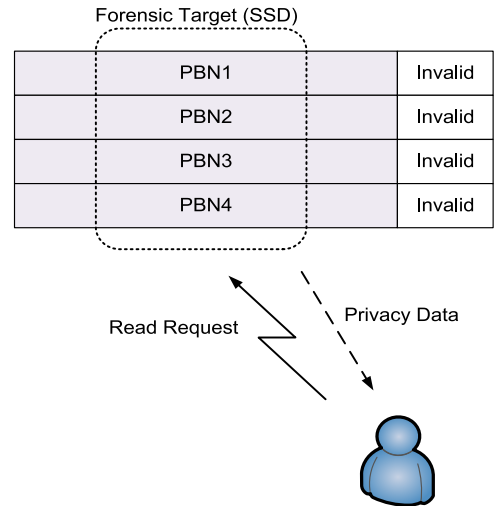 Forensic Target (SSD)
PBN1 Invalid
PBN2 Invalid
PBN3 Invalid
PBN4 Invalid
Privacy Data
Read Request